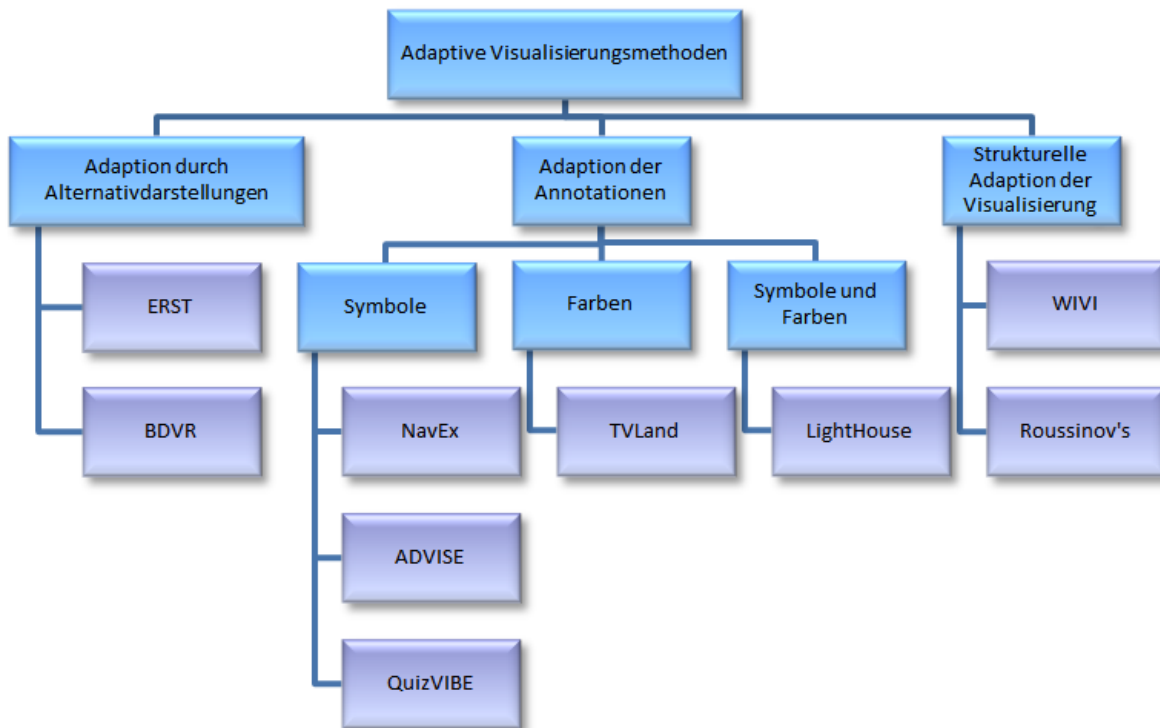 Adaptive Visualisierungsmethoden
Adaption durch
Alternativdarstellungen
Adaption der
Annotationen
Strukturelle
Adaption der
Visualisierung
ERST
Symbole
Farben
Symbole und
Farben
WIVI
BDVR
NavEx
TVLand
LightHouse
Roussinov's
ADVISE
QuizVIBE